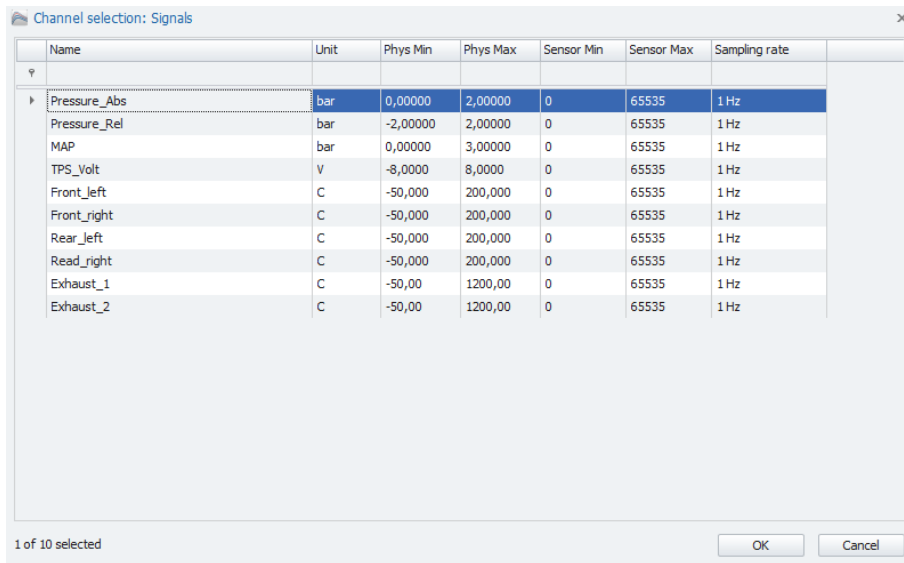 Channel selection: Signals x
Name Unit Phys Min Phys Max Sensor Min Sensor Max Sampling rate
Pressure_Abs bar 0,00000 2,00000 0 65535 1 Hz
Pressure_Rel bar -2,00000 2,00000 0 65535 1 Hz
MAP bar 0,00000 3,00000 0 65535 1 Hz
TPS_Volt V -8,0000 8,0000 0 65535 1 Hz
Front_left C -50,000 200,000 0 65535 1 Hz
Front_right C -50,000 200,000 0 65535 1 Hz
Rear_left C -50,000 200,000 0 65535 1 Hz
Read_right C -50,000 200,000 0 65535 1 Hz
Exhaust_1 C -50,00 1200,00 0 65535 1 Hz
Exhaust_2 C -50,00 1200,00 0 65535 1 Hz
1 of 10 selected OK Cancel